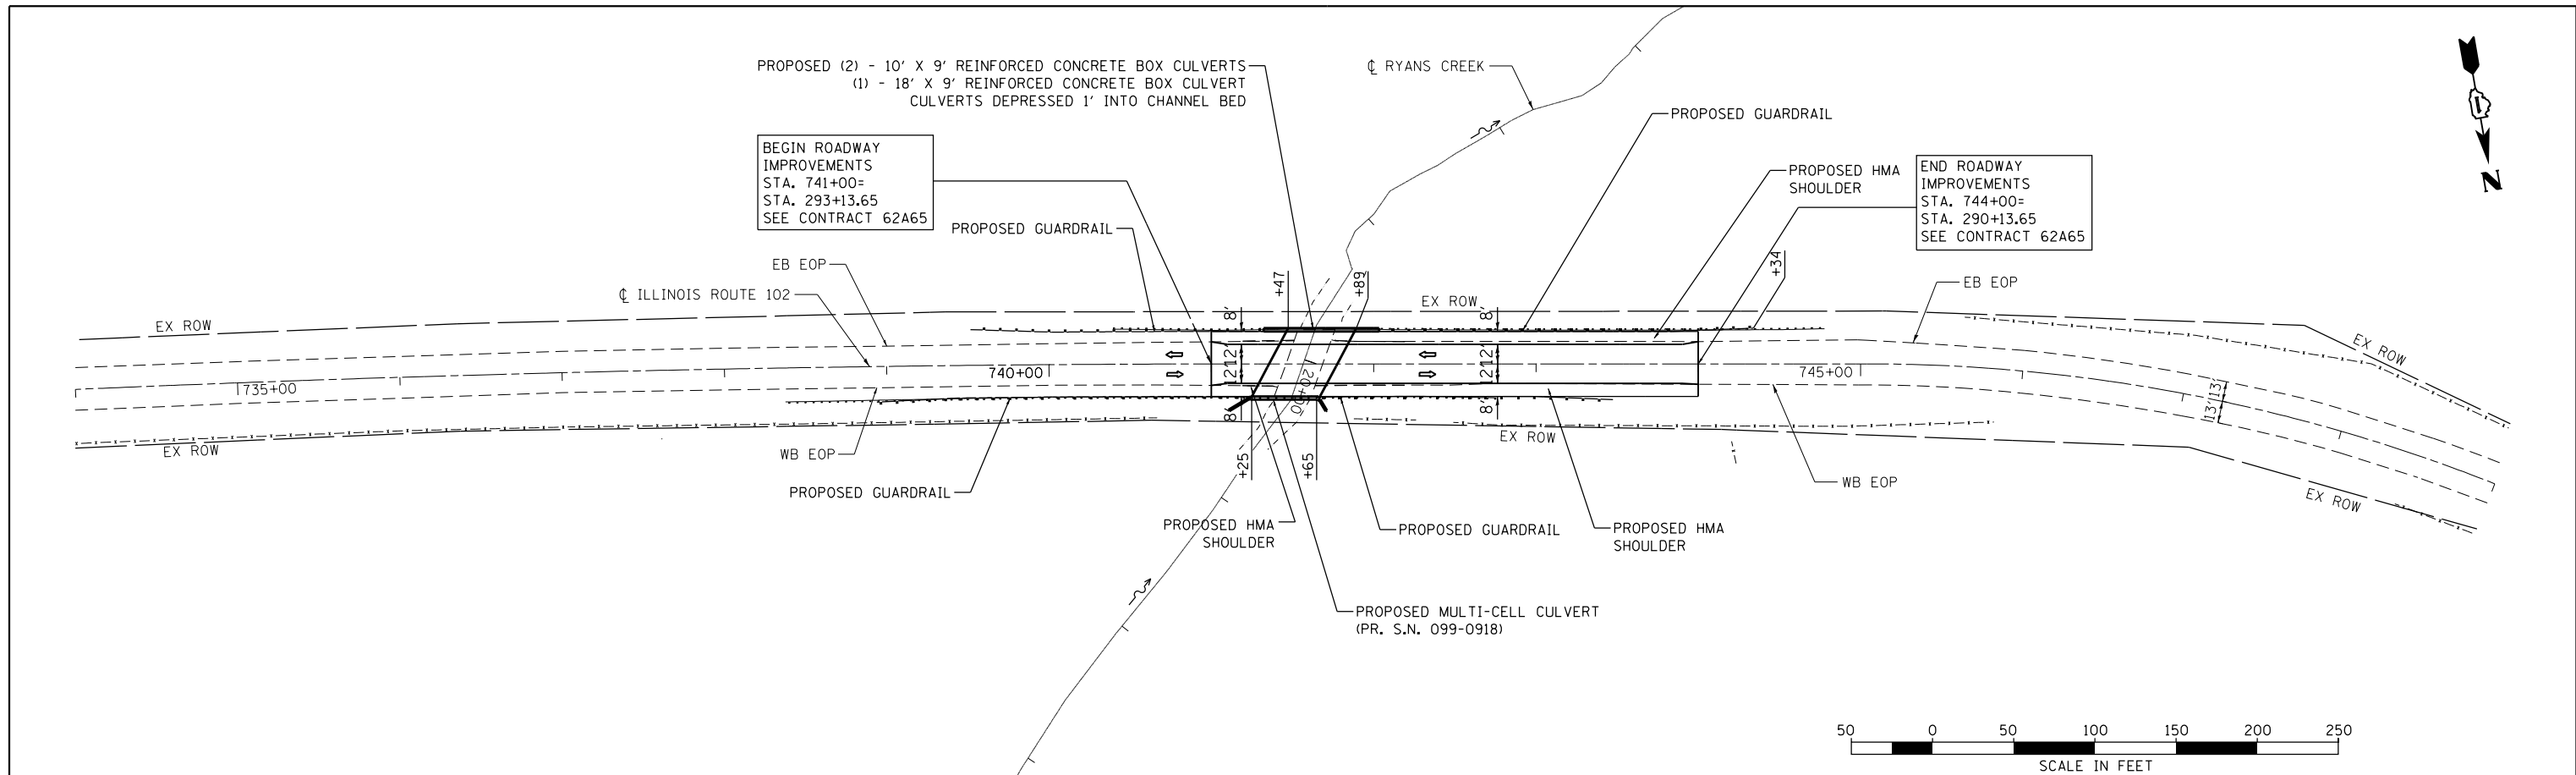 PROPOSED (2) - 10' X 9' REINFORCED CONCRETE BOX CULVERTS
(1) - 18' X 9' REINFORCED CONCRETE BOX CULVERT
CULVERTS DEPRESSED 1' INTO CHANNEL BED
℄ RYANS CREEK
PROPOSED GUARDRAIL
N
BEGIN ROADWAY
IMPROVEMENTS
STA. 741+00=
STA. 293+13.65
SEE CONTRACT 62A65
PROPOSED HMA
SHOULDER
END ROADWAY
IMPROVEMENTS
STA. 744+00=
STA. 290+13.65
SEE CONTRACT 62A65
PROPOSED GUARDRAIL
EB EOP
℄ ILLINOIS ROUTE 102
+47
+89
+34
EB EOP
EX ROW
EX ROW
EX ROW
8'
8'
12'
12'
12'
12'
8'
8'
735+00
740+00
20+00
745+00
13'
13'
EX ROW
EX ROW
EX ROW
WB EOP
+25
+65
WB EOP
PROPOSED GUARDRAIL
PROPOSED HMA
SHOULDER
PROPOSED GUARDRAIL
PROPOSED HMA
SHOULDER
PROPOSED MULTI-CELL CULVERT
(PR. S.N. 099-0918)
50 0 50 100 150 200 250
SCALE IN FEET